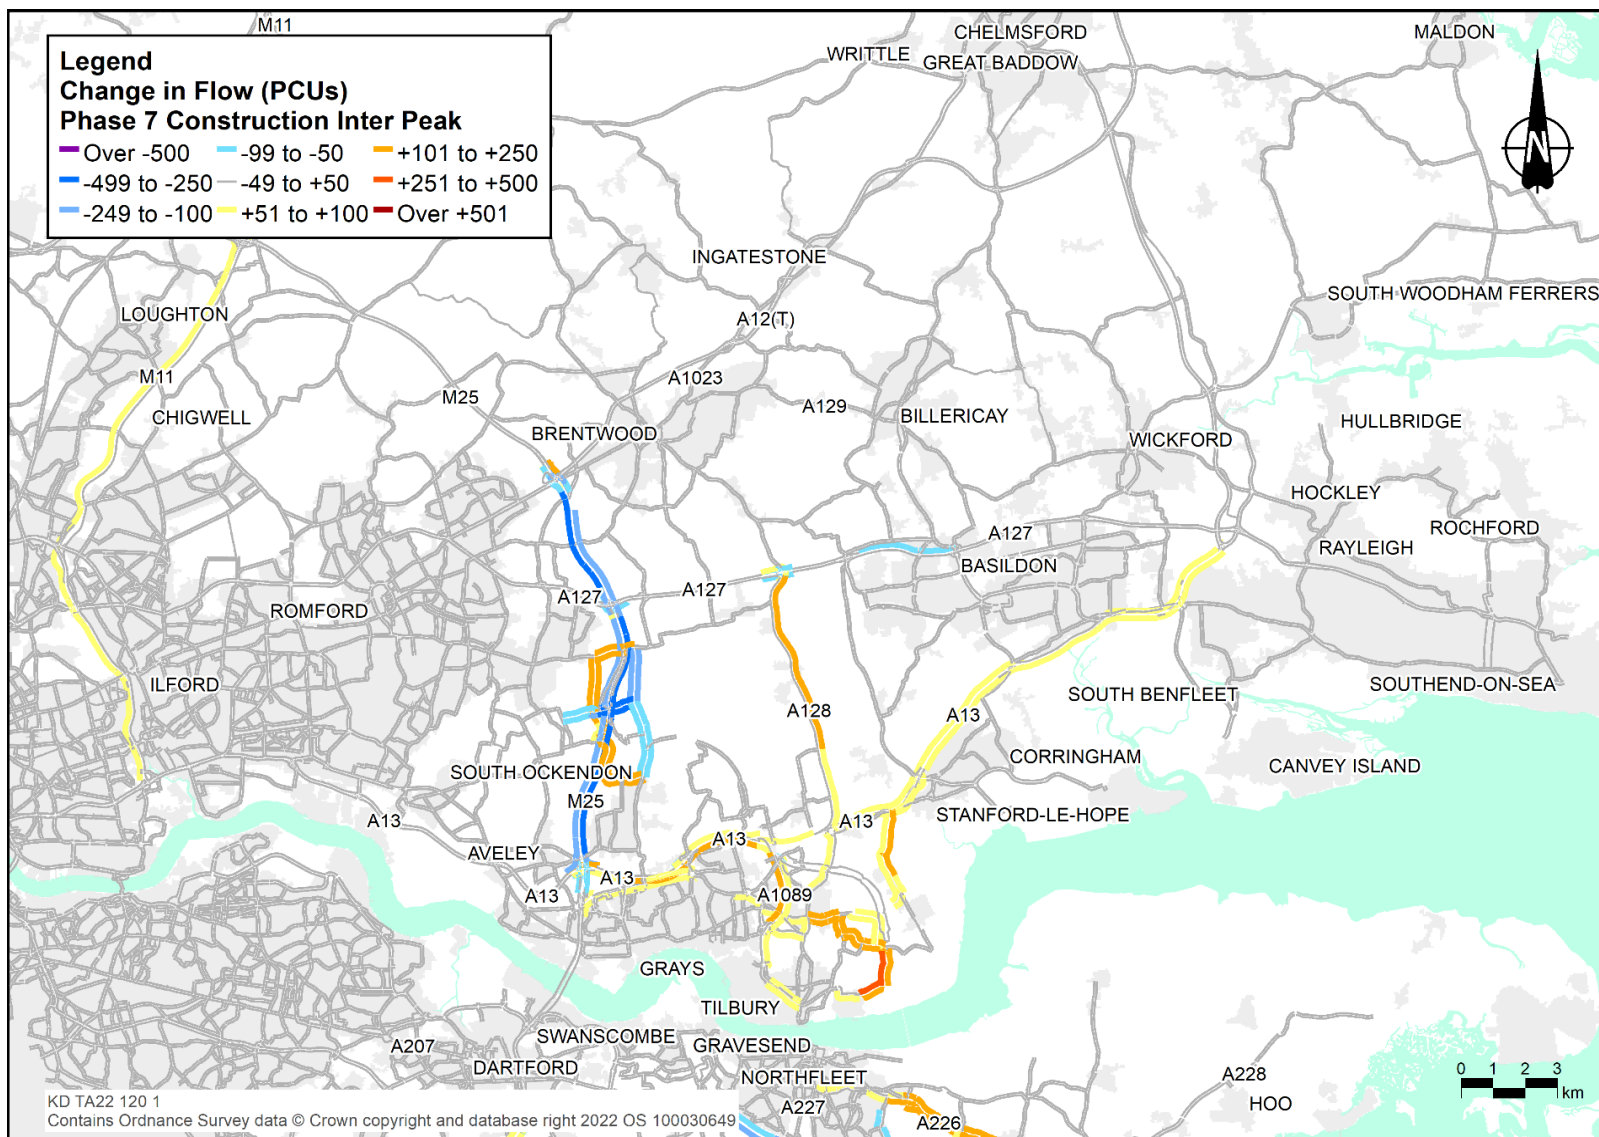 M11
CHELMSFORD
MALDON
WRITTLE
GREAT BADDOW
Legend
Change in Flow (PCUs)
Phase 7 Construction Inter Peak
Over -500 -99 to -50 +101 to +250
-499 to -250 -49 to +50 +251 to +500
-249 to -100 +51 to +100 Over +501
N
INGATESTONE
SOUTH WOODHAM FERRERS
LOUGHTON
A12(T)
M11
A1023
M25
CHIGWELL
A129
BILLERICAY
HULLBRIDGE
BRENTWOOD
WICKFORD
HOCKLEY
ROCHFORD
A127
RAYLEIGH
BASILDON
A127
A127
ROMFORD
ILFORD
SOUTHEND-ON-SEA
SOUTH BENFLEET
A128
A13
CORRINGHAM
CANVEY ISLAND
SOUTH OCKENDON
M25
STANFORD-LE-HOPE
A13
A13
A13
AVELEY
A13
A13
A1089
GRAYS
TILBURY
SWANSCOMBE
A207
GRAVESEND
DARTFORD
NORTHFLEET
A228
HOO
A227
A226
0 1 2 3
km
KD TA22 120 1
Contains Ordnance Survey data © Crown copyright and database right 2022 OS 100030649